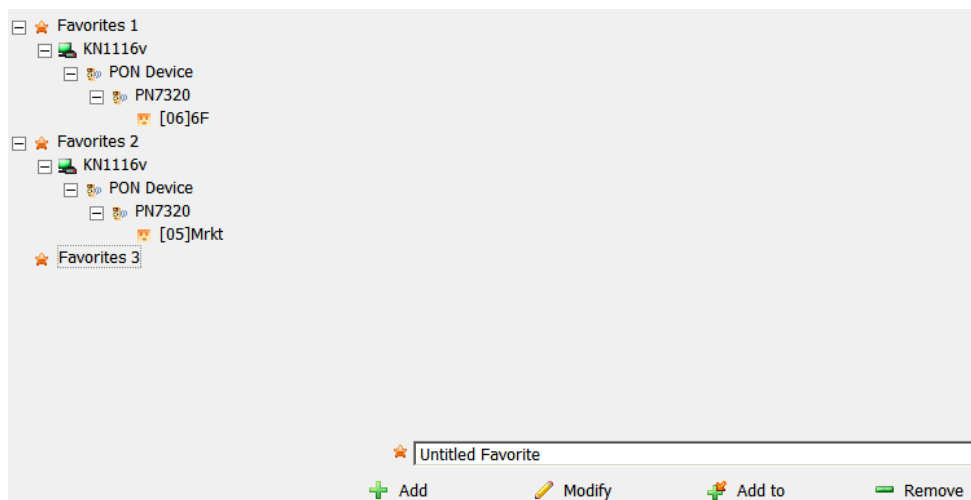 Favorites 1
KN1116v
PON Device
PN7320
[06]6F
Favorites 2
KN1116v
PON Device
PN7320
[05]Mrkt
Favorites 3
Untitled Favorite
Add Modify Add to Remove